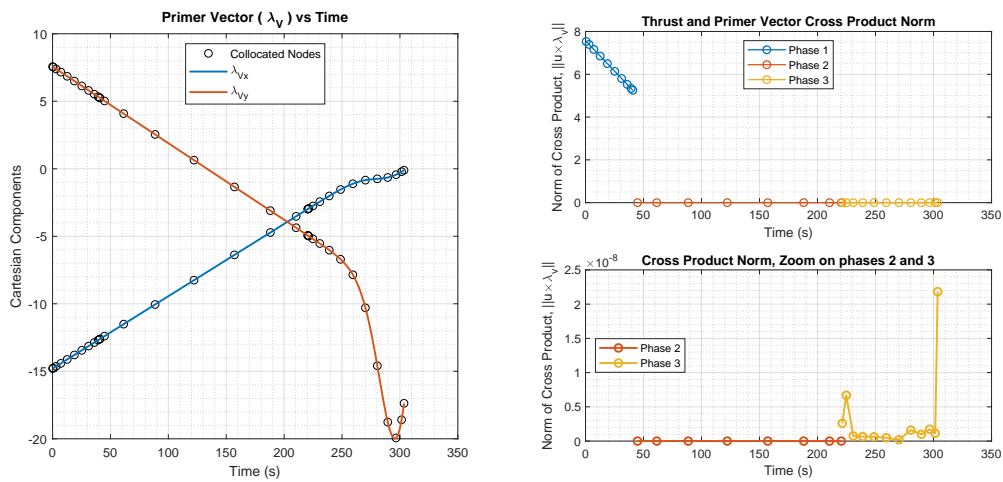 Primer Vector ( λV ) vs Time
Cartesian Components
10
5
0
-5
-10
-15
-20
0 50 100 150 200 250 300 350
Time (s)
Collocated Nodes
λVx
λVy
Thrust and Primer Vector Cross Product Norm
Norm of Cross Product, ||u× λv||
8
6
4
2
0
0 50 100 150 200 250 300 350
Time (s)
Phase 1
Phase 2
Phase 3
Cross Product Norm, Zoom on phases 2 and 3
×10-8
Norm of Cross Product, ||u× λv||
2.5
2
1.5
1
0.5
0
0 50 100 150 200 250 300 350
Time (s)
Phase 2
Phase 3